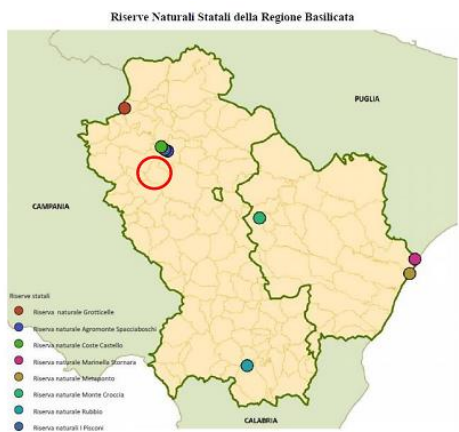 Riserve Naturali Statali della Regione Basilicata
PUGLIA
CAMPANIA
Riserve statali
Riserva naturale Grotticelle
Riserva naturale Agromonte Spacciaboschi
Riserva naturale Coste Castello
Riserva naturale Marinella Stornara
Riserva naturale Metaponto
Riserva naturale Monte Croccia
Riserva naturale Rubbio
Riserva naturali I Pisconi
CALABRIA